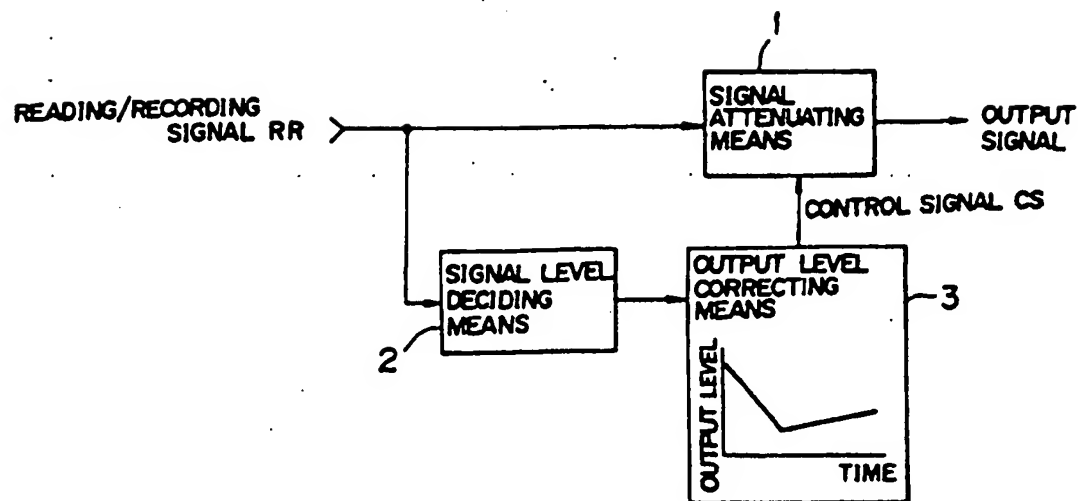 1
READING/RECORDING
SIGNAL RR
SIGNAL
ATTENUATING
MEANS
OUTPUT
SIGNAL
CONTROL SIGNAL CS
SIGNAL LEVEL
DECIDING
MEANS
2
OUTPUT LEVEL
CORRECTING
MEANS
3
OUTPUT LEVEL
TIME